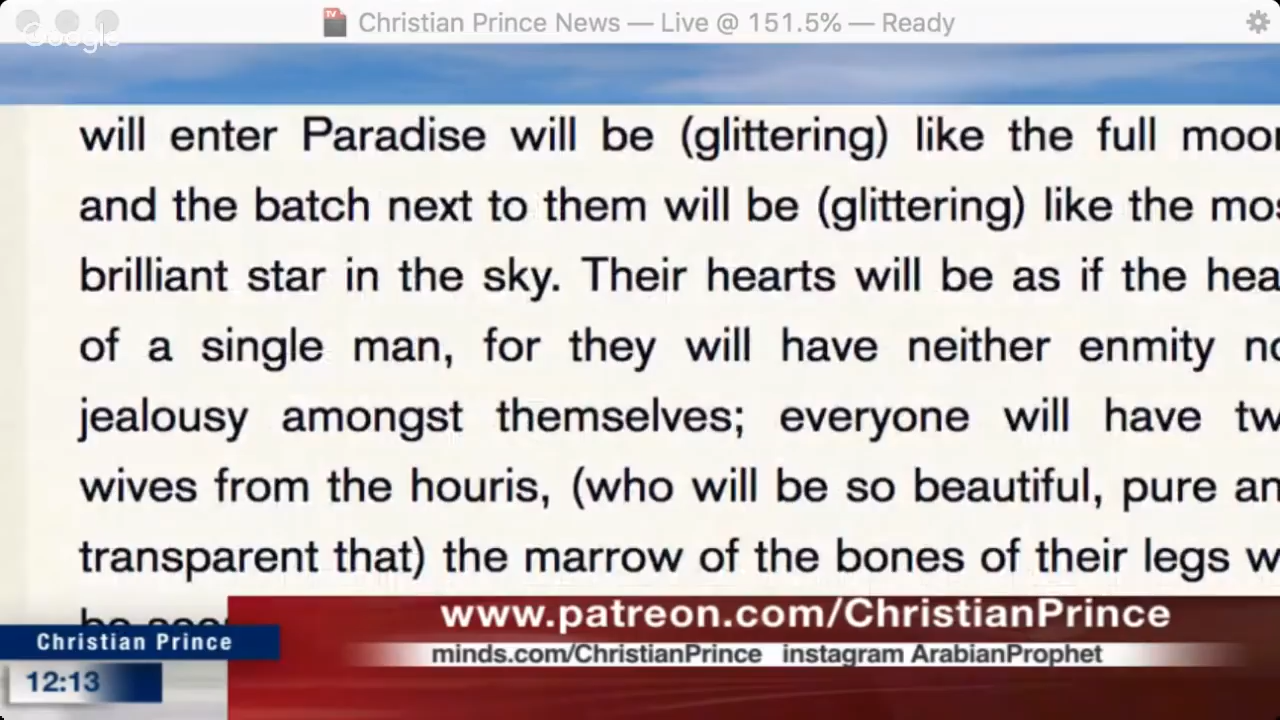 Christian Prince News — Live @ 151.5% — Ready
Google
will enter Paradise will be (glittering) like the full moon
and the batch next to them will be (glittering) like the mos
brilliant star in the sky. Their hearts will be as if the hea
of a single man, for they will have neither enmity no
jealousy amongst themselves; everyone will have tw
wives from the houris, (who will be so beautiful, pure an
transparent that) the marrow of the bones of their legs w
www.patreon.com/ChristianPrince
Christian Prince
minds.com/ChristianPrince instagram ArabianProphet
12:13